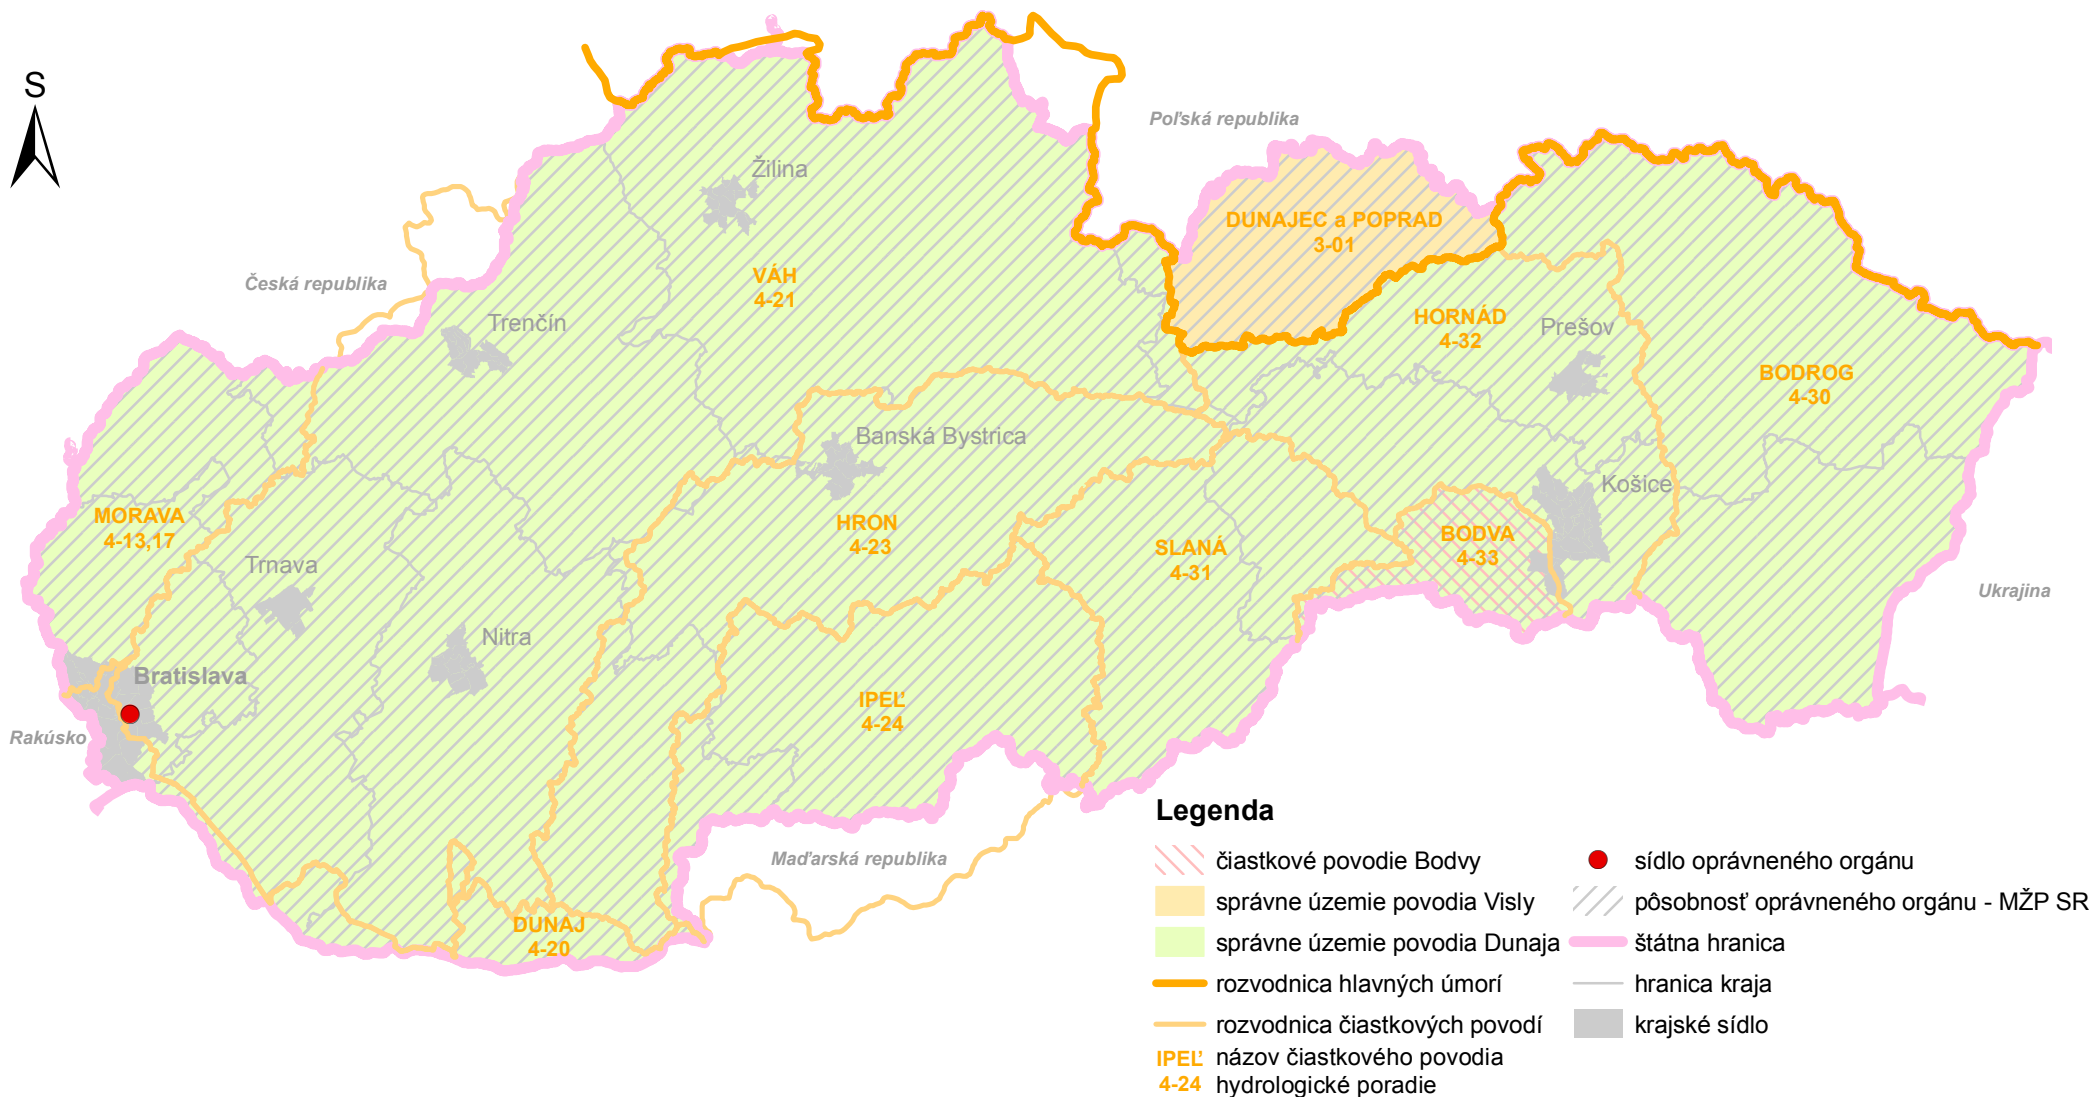 S
Poľská republika
Žilina
DUNAJEC a POPRAD
3-01
Česká republika
VÁH
4-21
Trenčín
HORNÁD
4-32
Prešov
BODROG
4-30
Banská Bystrica
Košice
MORAVA
4-13,17
HRON
4-23
SLANÁ
4-31
BODVA
4-33
Trnava
Ukrajina
Nitra
Bratislava
IPEĽ
4-24
Rakúsko
Maďarská republika
DUNAJ
4-20
Legenda
čiastkové povodie Bodvy
správne územie povodia Visly
správne územie povodia Dunaja
rozvodnica hlavných úmorí
rozvodnica čiastkových povodí
IPEĽ názov čiastkového povodia
4-24 hydrologické poradie
sídlo oprávneného orgánu
pôsobnosť oprávneného orgánu - MŽP SR
štátna hranica
hranica kraja
krajské sídlo